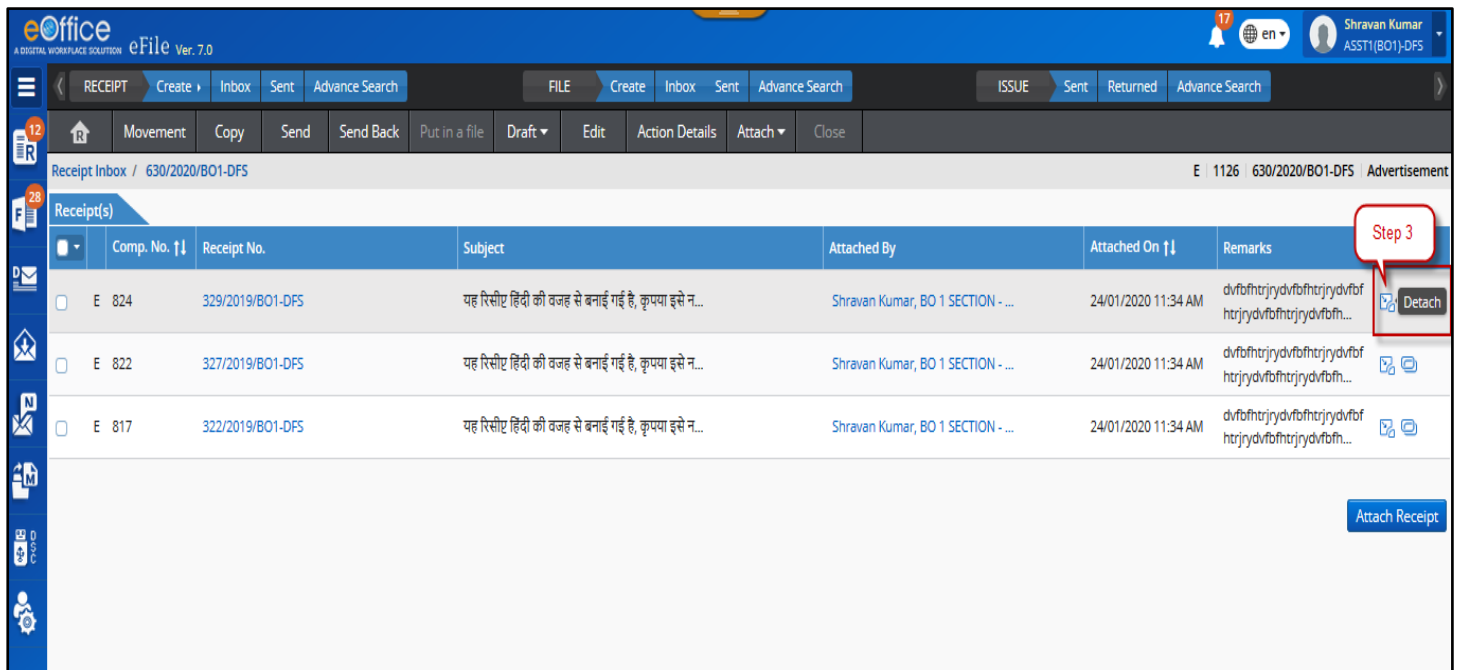 eOffice
A DIGITAL WORKPLACE SOLUTION eFile Ver. 7.0
17
en
Shravan Kumar
ASST1(BO1)-DFS
RECEIPT Create Inbox Sent Advance Search FILE Create Inbox Sent Advance Search ISSUE Sent Returned Advance Search
12
R
R Movement Copy Send Send Back Put in a file Draft Edit Action Details Attach Close
Receipt Inbox / 630/2020/BO1-DFS E 1126 630/2020/BO1-DFS Advertisement
28
F
Receipt(s)
Step 3
Comp. No. Receipt No. Subject Attached By Attached On Remarks
D
E 824 329/2019/BO1-DFS यह रिसीप्ट हिंदी की वजह से बनाई गई है, कृपया इसे न... Shravan Kumar, BO 1 SECTION - ... 24/01/2020 11:34 AM dvfbfhtrjrydvfbfhtrjrydvfbf
htrjrydvfbfhtrjrydvfbfh...
Detach
E 822 327/2019/BO1-DFS यह रिसीप्ट हिंदी की वजह से बनाई गई है, कृपया इसे न... Shravan Kumar, BO 1 SECTION - ... 24/01/2020 11:34 AM dvfbfhtrjrydvfbfhtrjrydvfbf
htrjrydvfbfhtrjrydvfbfh...
N
E 817 322/2019/BO1-DFS यह रिसीप्ट हिंदी की वजह से बनाई गई है, कृपया इसे न... Shravan Kumar, BO 1 SECTION - ... 24/01/2020 11:34 AM dvfbfhtrjrydvfbfhtrjrydvfbf
htrjrydvfbfhtrjrydvfbfh...
M
Attach Receipt
DSC